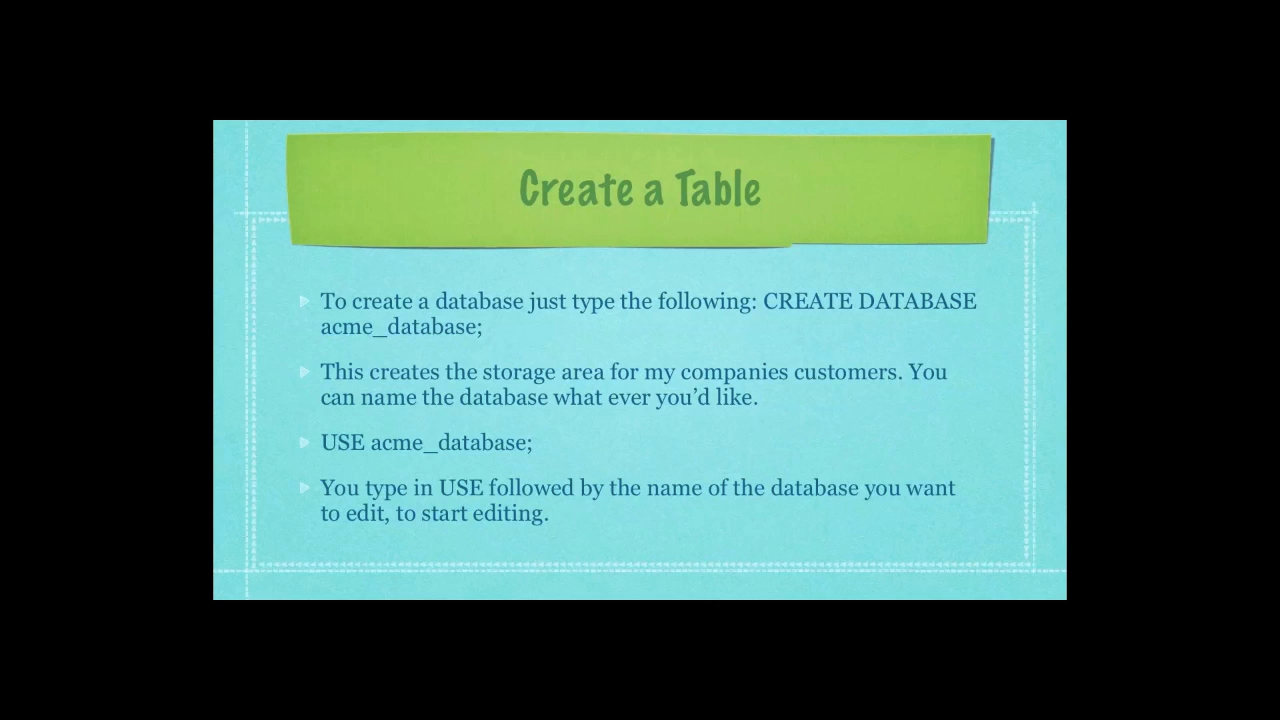 Create a Table
To create a database just type the following: CREATE DATABASE
acme_database;
This creates the storage area for my companies customers. You
can name the database what ever you’d like.
USE acme_database;
You type in USE followed by the name of the database you want
to edit, to start editing.